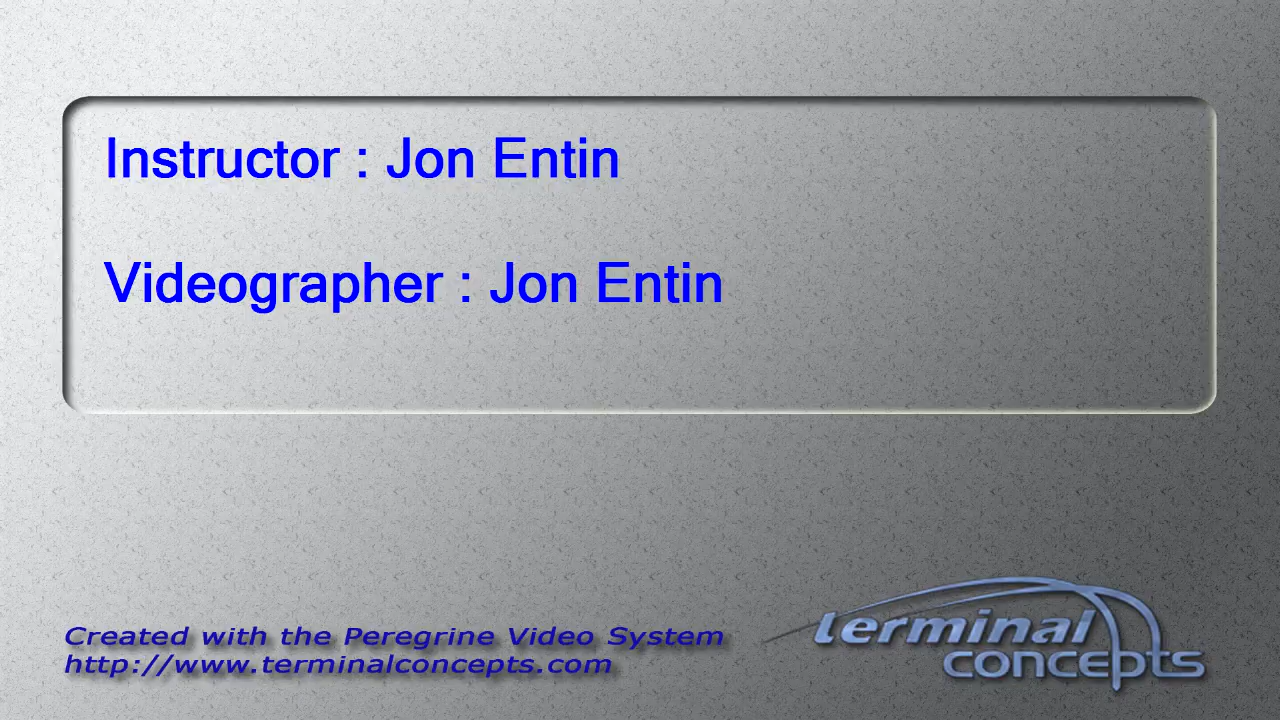 Instructor : Jon Entin
Videographer : Jon Entin
Created with the Peregrine Video System
http://www.terminalconcepts.com
terminal
concepts